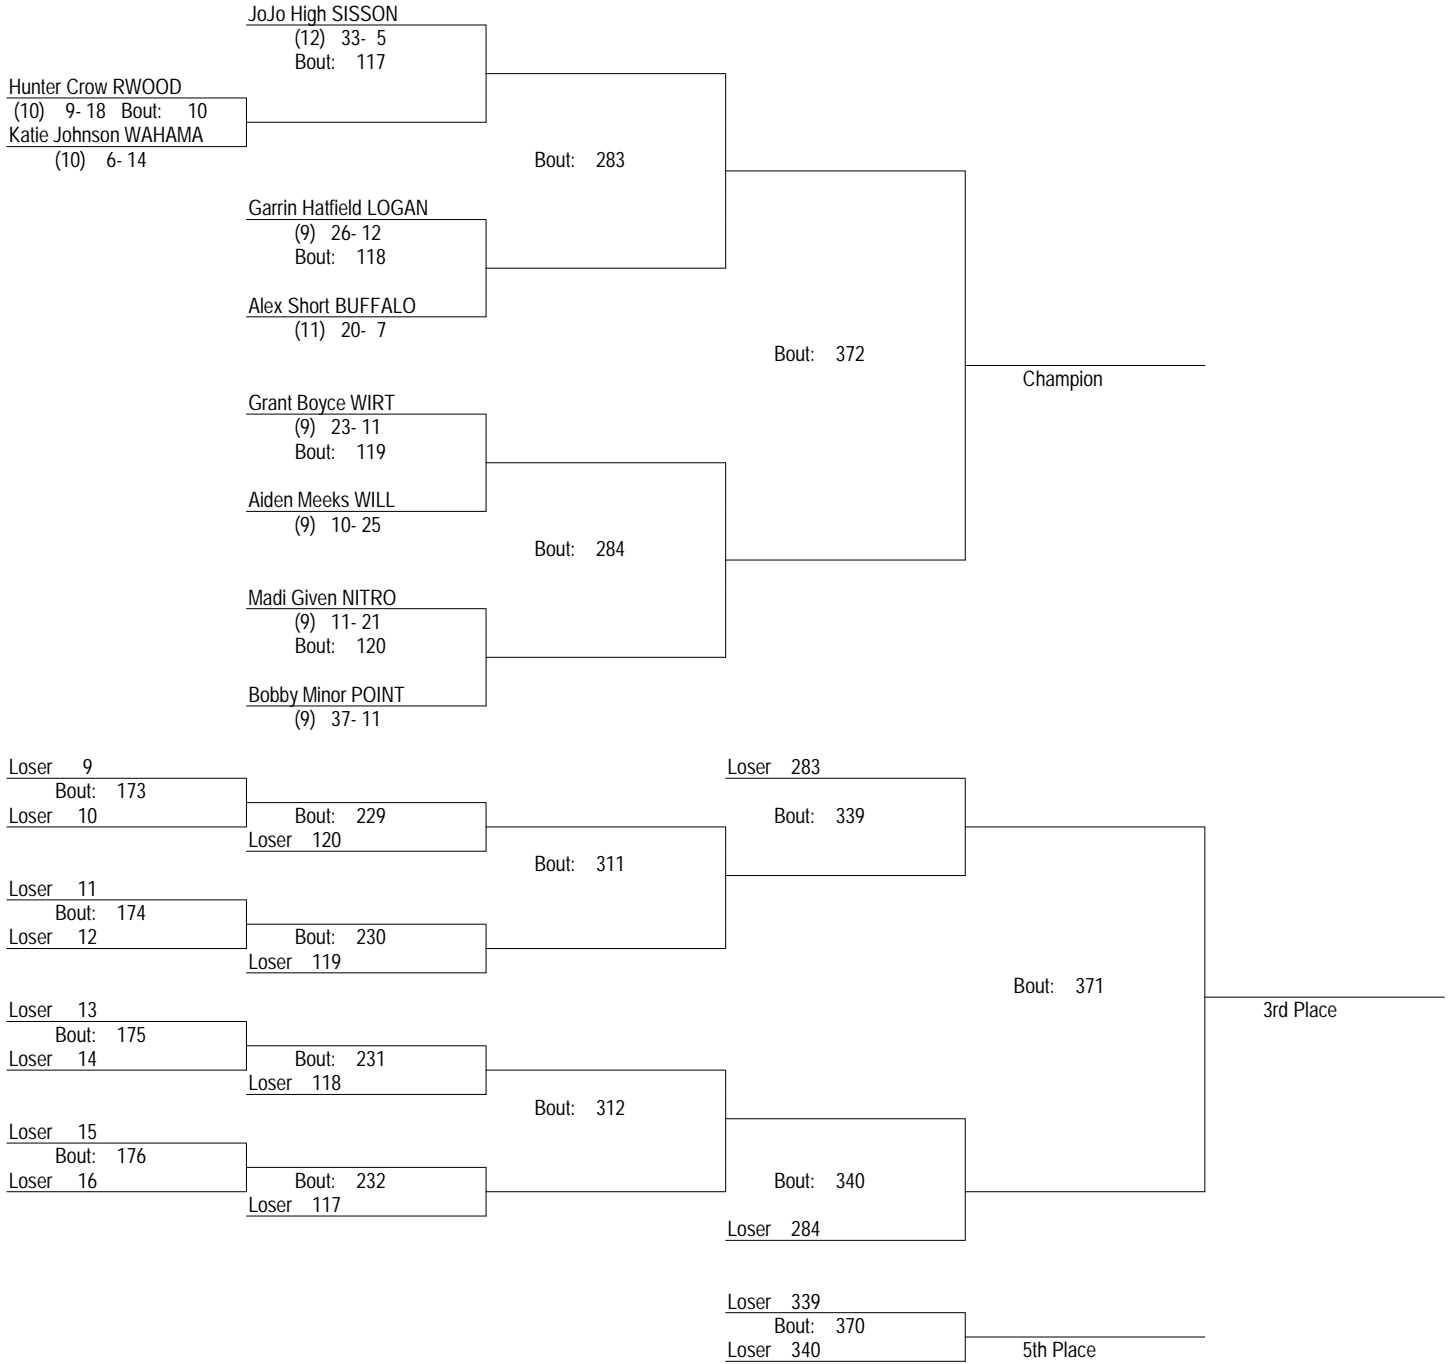 JoJo High SISSON
(12) 33- 5
Bout: 117
Hunter Crow RWOOD
(10) 9- 18 Bout: 10
Katie Johnson WAHAMA
(10) 6- 14
Bout: 283
Garrin Hatfield LOGAN
(9) 26- 12
Bout: 118
Alex Short BUFFALO
(11) 20- 7
Bout: 372
Champion
Grant Boyce WIRT
(9) 23- 11
Bout: 119
Aiden Meeks WILL
(9) 10- 25
Bout: 284
Madi Given NITRO
(9) 11- 21
Bout: 120
Bobby Minor POINT
(9) 37- 11
Loser 9
Bout: 173
Loser 10
Bout: 229
Loser 120
Bout: 311
Loser 283
Bout: 339
Loser 11
Bout: 174
Loser 12
Bout: 230
Loser 119
Bout: 371
3rd Place
Loser 13
Bout: 175
Loser 14
Bout: 231
Loser 118
Bout: 312
Loser 15
Bout: 176
Loser 16
Bout: 232
Loser 117
Bout: 340
Loser 284
Loser 339
Bout: 370
Loser 340
5th Place